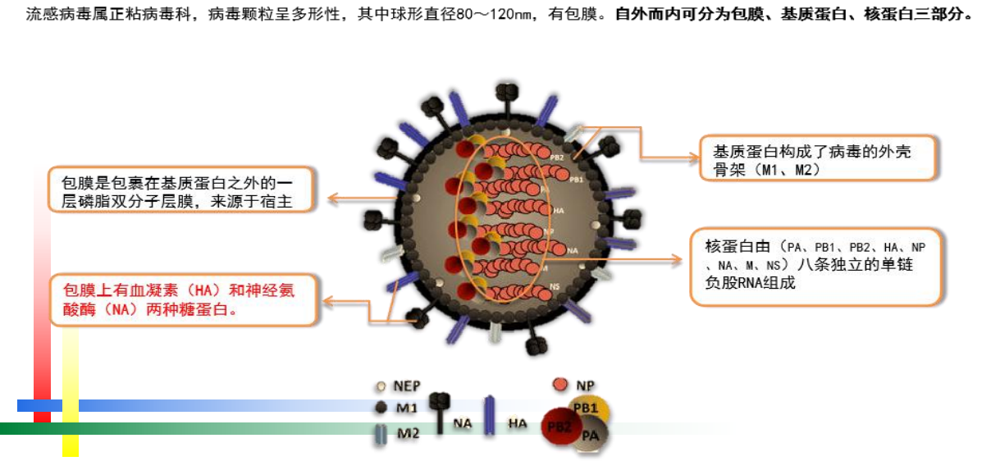 流感病毒属正粘病毒科，病毒颗粒呈多形性，其中球形直径80～120nm，有包膜。自外而内可分为包膜、基质蛋白、核蛋白三部分。
基质蛋白构成了病毒的外壳
骨架（M1、M2）
包膜是包裹在基质蛋白之外的一
层磷脂双分子层膜，来源于宿主
PB2
PB1
PA
HA
NP
NA
M
NS
核蛋白由（PA、PB1、PB2、HA、NP
、NA、M、NS）八条独立的单链
负股RNA组成
包膜上有血凝素（HA）和神经氨
酸酶（NA）两种糖蛋白。
NEP
M1
M2
NA
HA
NP
PB1
PB2
PA